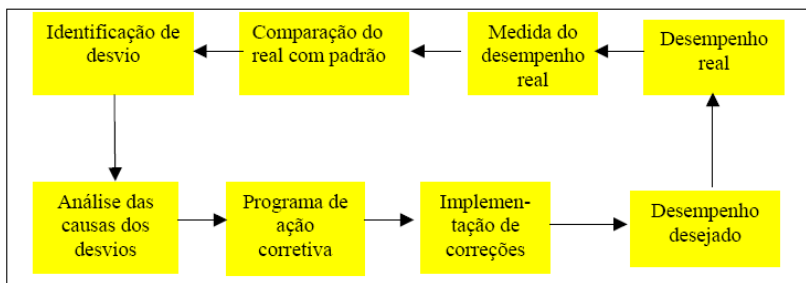 Identificação de
desvio
Comparação do
real com padrão
Medida do
desempenho
real
Desempenho
real
Análise das
causas dos
desvios
Programa de
ação
corretiva
Implemen-
tação de
correções
Desempenho
desejado